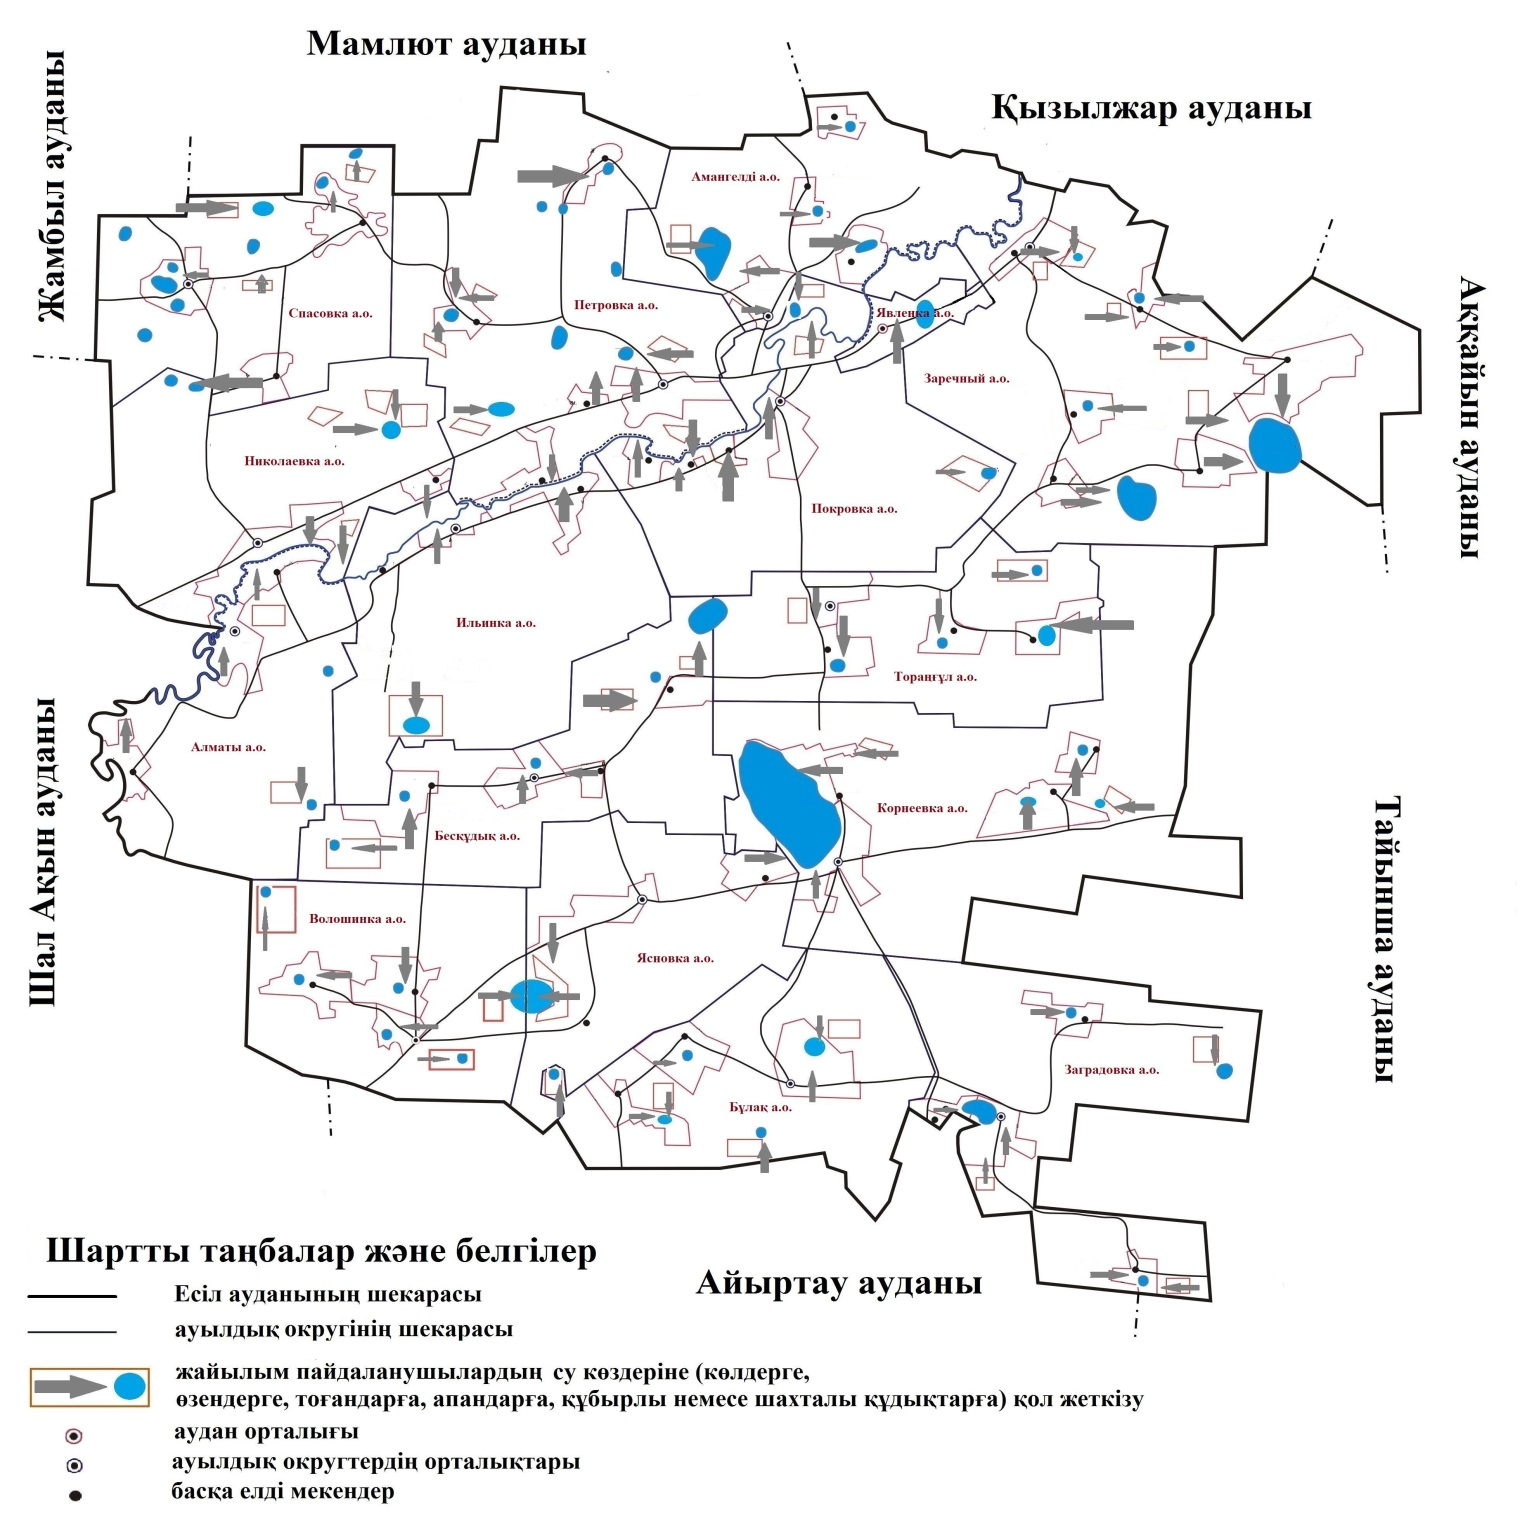 Мамлют ауданы
Қызылжар ауданы
Жамбыл ауданы
Аққайын ауданы
Шал Ақын ауданы
Тайынша ауданы
Айыртау ауданы
Амангелді а.о.
Спасовка а.о.
Петровка а.о.
Явленка а.о.
Заречный а.о.
Николаевка а.о.
Покровка а.о.
Ильинка а.о.
Тораңғұл а.о.
Алматы а.о.
Корнеевка а.о.
Бесқұдық а.о.
Волошинка а.о.
Ясновка а.о.
Заградовка а.о.
Бұлақ а.о.
Шартты таңбалар және белгілер
Есіл ауданының шекарасы
ауылдық округінің шекарасы
жайылым пайдаланушылардың су көздеріне (көлдерге,
өзендерге, тоғандарға, апандарға, құбырлы немесе шахталы құдықтарға) қол жеткізу
аудан орталығы
ауылдық округтердің орталықтары
басқа елді мекендер